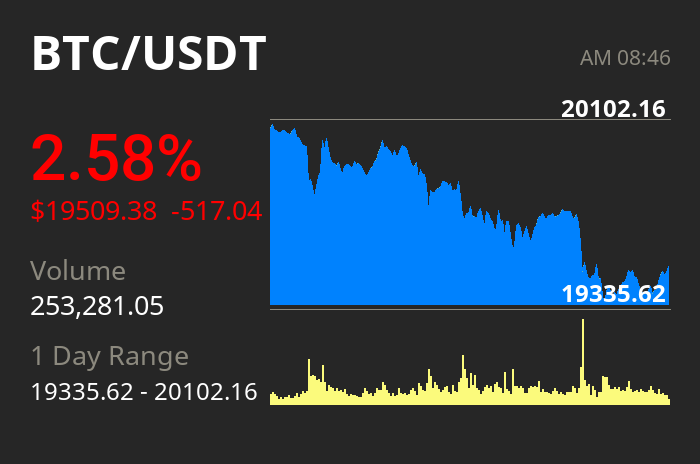 BTC/USDT
AM 08:46
20102.16
2.58%
$19509.38 -517.04
Volume
253,281.05
19335.62
1 Day Range
19335.62 - 20102.16